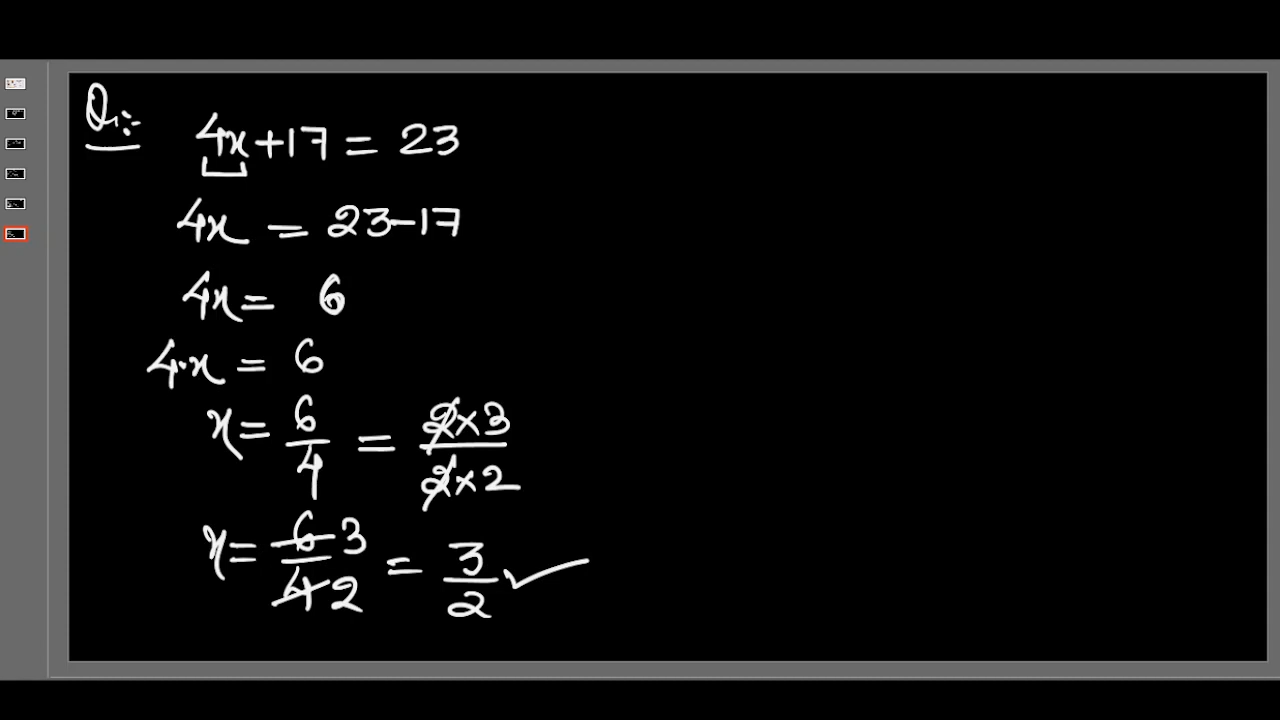 Q:-
4x + 17 = 23
4x = 23 - 17
4x = 6
4·x = 6
x = 6/4 = 2×3/2×2
x = 6/4 3/2 = 3/2 ✓